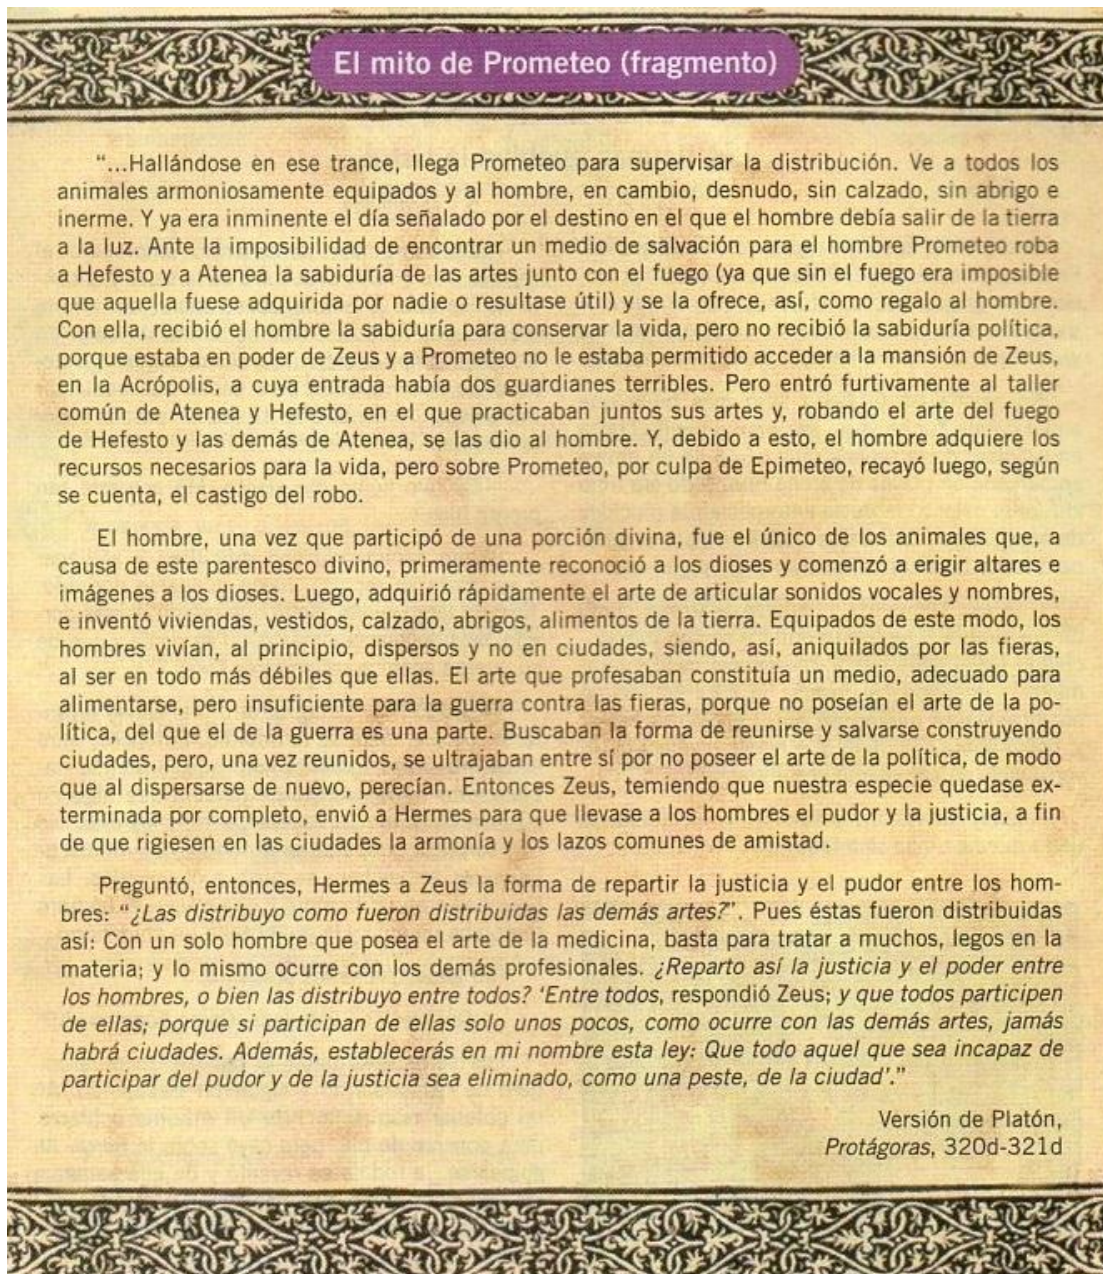 El mito de Prometeo (fragmento)
“...Hallándose en ese trance, llega Prometeo para supervisar la distribución. Ve a todos los
animales armoniosamente equipados y al hombre, en cambio, desnudo, sin calzado, sin abrigo e
inerme. Y ya era inminente el día señalado por el destino en el que el hombre debía salir de la tierra
a la luz. Ante la imposibilidad de encontrar un medio de salvación para el hombre Prometeo roba
a Hefesto y a Atenea la sabiduría de las artes junto con el fuego (ya que sin el fuego era imposible
que aquella fuese adquirida por nadie o resultase útil) y se la ofrece, así, como regalo al hombre.
Con ella, recibió el hombre la sabiduría para conservar la vida, pero no recibió la sabiduría política,
porque estaba en poder de Zeus y a Prometeo no le estaba permitido acceder a la mansión de Zeus,
en la Acrópolis, a cuya entrada había dos guardianes terribles. Pero entró furtivamente al taller
común de Atenea y Hefesto, en el que practicaban juntos sus artes y, robando el arte del fuego
de Hefesto y las demás de Atenea, se las dio al hombre. Y, debido a esto, el hombre adquiere los
recursos necesarios para la vida, pero sobre Prometeo, por culpa de Epimeteo, recayó luego, según
se cuenta, el castigo del robo.
El hombre, una vez que participó de una porción divina, fue el único de los animales que, a
causa de este parentesco divino, primeramente reconoció a los dioses y comenzó a erigir altares e
imágenes a los dioses. Luego, adquirió rápidamente el arte de articular sonidos vocales y nombres,
e inventó viviendas, vestidos, calzado, abrigos, alimentos de la tierra. Equipados de este modo, los
hombres vivían, al principio, dispersos y no en ciudades, siendo, así, aniquilados por las fieras,
al ser en todo más débiles que ellas. El arte que profesaban constituía un medio, adecuado para
alimentarse, pero insuficiente para la guerra contra las fieras, porque no poseían el arte de la po-
lítica, del que el de la guerra es una parte. Buscaban la forma de reunirse y salvarse construyendo
ciudades, pero, una vez reunidos, se ultrajaban entre sí por no poseer el arte de la política, de modo
que al dispersarse de nuevo, perecían. Entonces Zeus, temiendo que nuestra especie quedase ex-
terminada por completo, envió a Hermes para que llevase a los hombres el pudor y la justicia, a fin
de que rigiesen en las ciudades la armonía y los lazos comunes de amistad.
Preguntó, entonces, Hermes a Zeus la forma de repartir la justicia y el pudor entre los hom-
bres: “¿Las distribuyo como fueron distribuidas las demás artes?”. Pues éstas fueron distribuidas
así: Con un solo hombre que posea el arte de la medicina, basta para tratar a muchos, legos en la
materia; y lo mismo ocurre con los demás profesionales. ¿Reparto así la justicia y el poder entre
los hombres, o bien las distribuyo entre todos? ‘Entre todos, respondió Zeus; y que todos participen
de ellas; porque si participan de ellas solo unos pocos, como ocurre con las demás artes, jamás
habrá ciudades. Además, establecerás en mi nombre esta ley: Que todo aquel que sea incapaz de
participar del pudor y de la justicia sea eliminado, como una peste, de la ciudad’.”
Versión de Platón,
Protágoras, 320d-321d